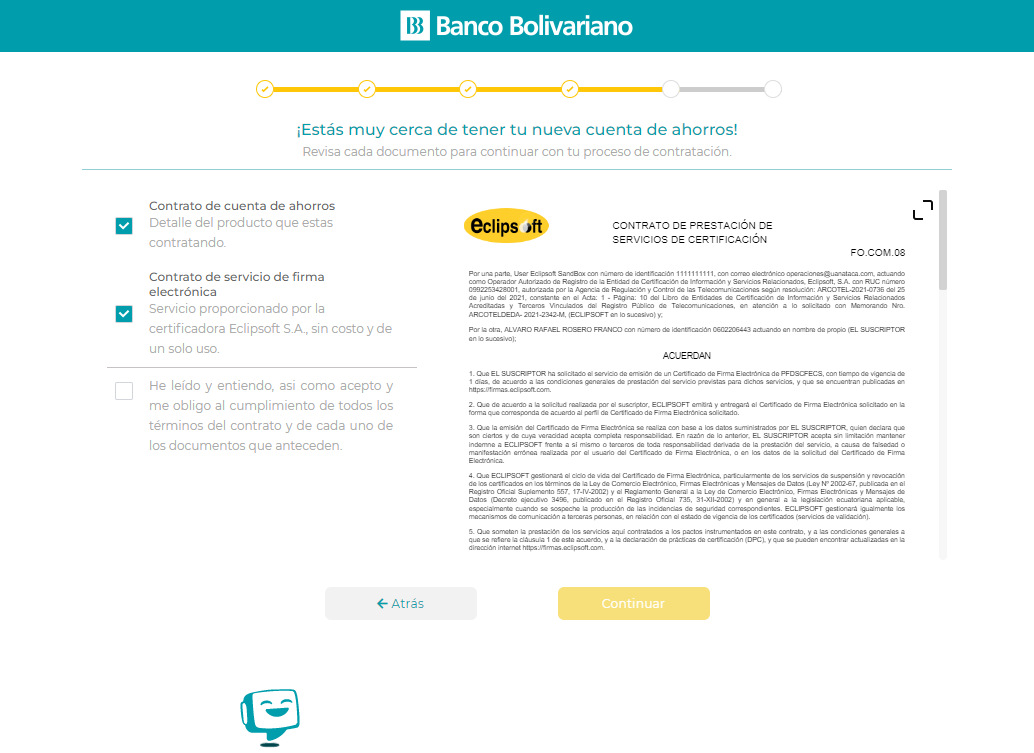 Banco Bolivariano
¡Estás muy cerca de tener tu nueva cuenta de ahorros!
Revisa cada documento para continuar con tu proceso de contratación.
Contrato de cuenta de ahorros
Detalle del producto que estas
contratando.
Contrato de servicio de firma
electrónica
Servicio proporcionado por la
certificadora Eclipsoft S.A., sin costo y de
un solo uso.
He leído y entiendo, asi como acepto y
me obligo al cumplimiento de todos los
términos del contrato y de cada uno de
los documentos que anteceden.
eclipsoft
CONTRATO DE PRESTACIÓN DE
SERVICIOS DE CERTIFICACIÓN
FO.COM.08
Por una parte, User Eclipsoft SandBox con número de identificación 1111111111, con correo electrónico operaciones@uanataca.com, actuando
como Operador Autorizado de Registro de la Entidad de Certificación de Información y Servicios Relacionados, Eclipsoft, S.A. con RUC número
0992253428001, autorizada por la Agencia de Regulación y Control de las Telecomunicaciones según resolución: ARCOTEL-2021-0736 del 25
de junio del 2021, constante en el Acta: 1 - Página: 10 del Libro de Entidades de Certificación de Información y Servicios Relacionados
Acreditadas y Terceros Vinculados del Registro Público de Telecomunicaciones, en atención a lo solicitado con Memorando Nro.
ARCOTELDEDA- 2021-2342-M, (ECLIPSOFT en lo sucesivo) y,
Por la otra, ALVARO RAFAEL ROSERO FRANCO con número de identificación 0602206443 actuando en nombre de propio (EL SUSCRIPTOR
en lo sucesivo);
ACUERDAN
1. Que EL SUSCRIPTOR ha solicitado el servicio de emisión de un Certificado de Firma Electrónica de PFDSCFECS, con tiempo de vigencia de
1 días, de acuerdo a las condiciones generales de prestación del servicio previstas para dichos servicios, y que se encuentran publicadas en
https://firmas.eclipsoft.com.
2. Que de acuerdo a la solicitud realizada por el suscriptor, ECLIPSOFT emitirá y entregará el Certificado de Firma Electrónica solicitado en la
forma que corresponda de acuerdo al perfil de Certificado de Firma Electrónica solicitado.
3. Que la emisión del Certificado de Firma Electrónica se realiza con base a los datos suministrados por EL SUSCRIPTOR, quien declara que
son ciertos y de cuya veracidad acepta completa responsabilidad. En razón de lo anterior, EL SUSCRIPTOR acepta sin limitación mantener
indemne a ECLIPSOFT frente a sí mismo o terceros de toda responsabilidad derivada de la prestación del servicio, a causa de falsedad o
manifestación errónea realizada por el usuario del Certificado de Firma Electrónica, o en los datos de la solicitud del Certificado de Firma
Electrónica.
4. Que ECLIPSOFT gestionará el ciclo de vida del Certificado de Firma Electrónica, particularmente de los servicios de suspensión y revocación
de los certificados en los términos de la Ley de Comercio Electrónico, Firmas Electrónicas y Mensajes de Datos (Ley Nº 2002-67, publicada en el
Registro Oficial Suplemento 557, 17-IV-2002) y el Reglamento General a la Ley de Comercio Electrónico, Firmas Electrónicas y Mensajes de
Datos (Decreto ejecutivo 3496, publicado en el Registro Oficial 735, 31-XII-2002) y en general a la legislación ecuatoriana aplicable,
especialmente cuando se sospeche la producción de las incidencias de seguridad correspondientes. ECLIPSOFT gestionará igualmente los
mecanismos de comunicación a terceras personas, en relación con el estado de vigencia de los certificados (servicios de validación).
5. Que someten la prestación de los servicios aquí contratados a los pactos instrumentados en este contrato, y a las condiciones generales a
que se refiere la cláusula 1 de este acuerdo, y a la declaración de prácticas de certificación (DPC), y que se pueden encontrar actualizadas en la
dirección internet https://firmas.eclipsoft.com.
Atrás
Continuar